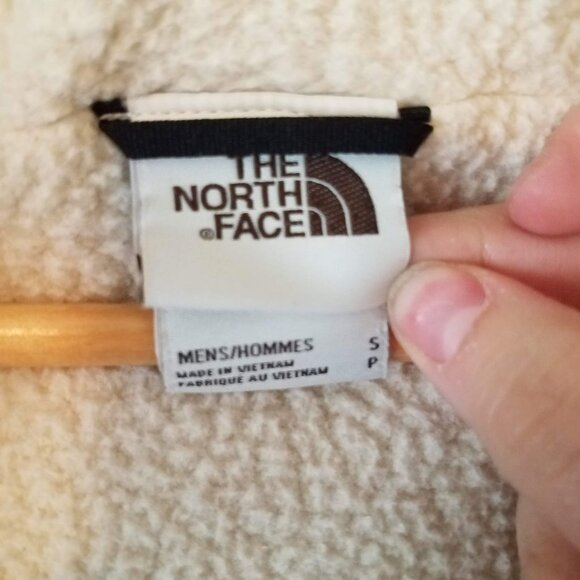 THE
NORTH
®FACE
MENS/HOMMES S
MADE IN VIETNAM P
FABRIQUE AU VIETNAM